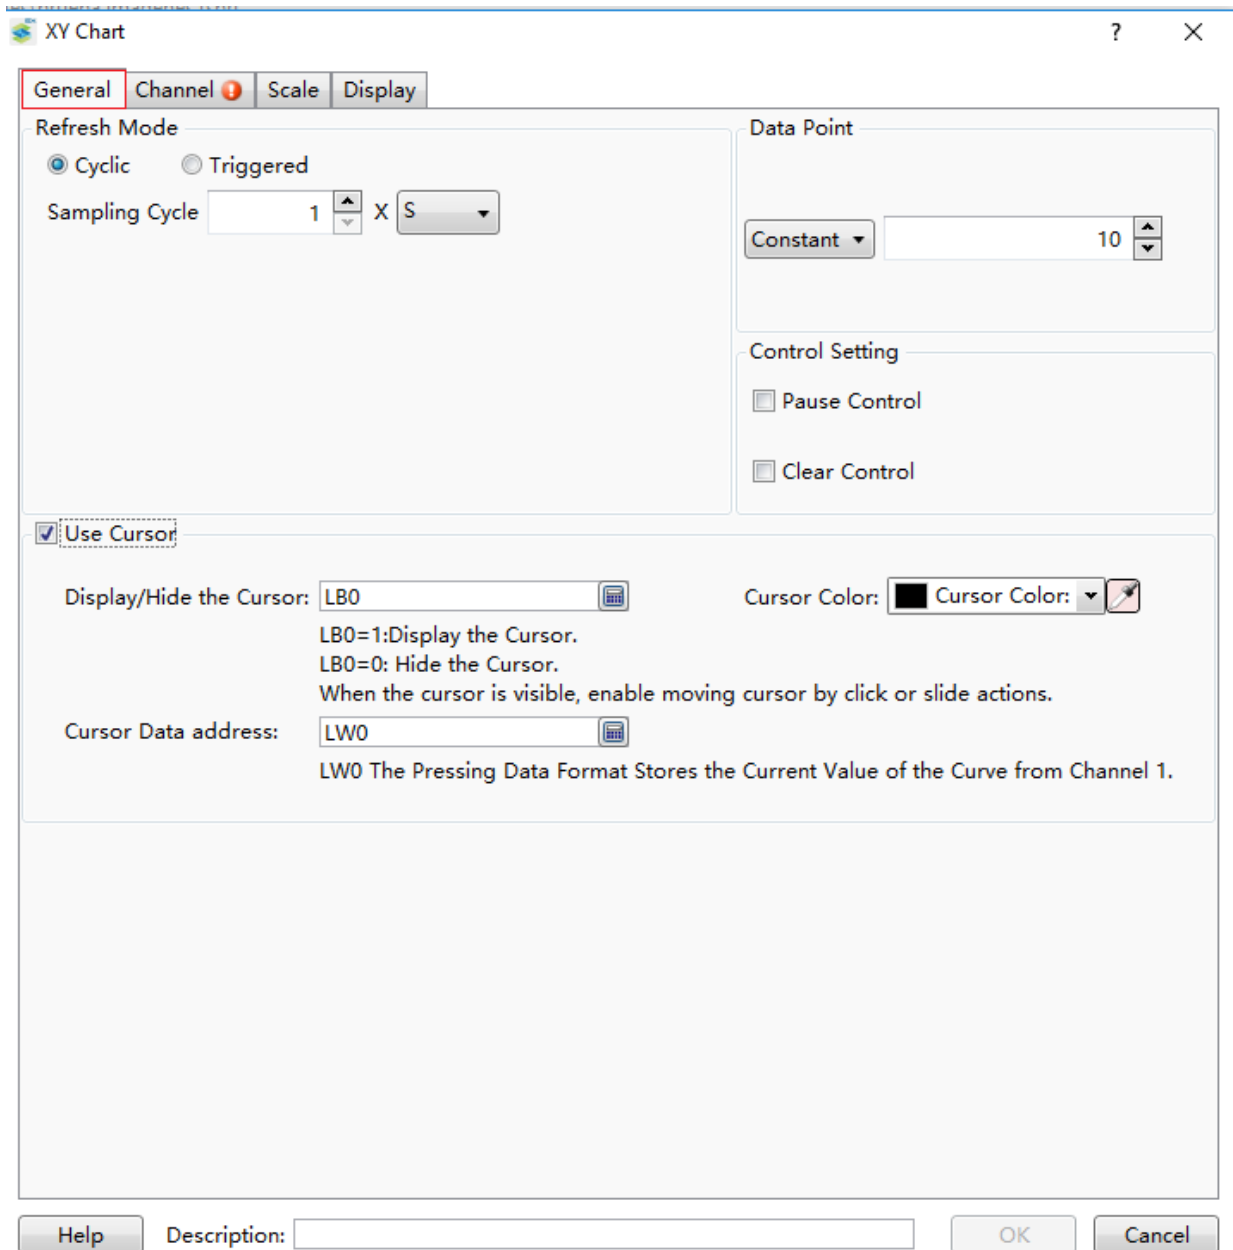 XY Chart ?
General Channel Scale Display
Refresh Mode
Cyclic Triggered
Sampling Cycle 1 X S
Data Point
Constant 10
Control Setting
Pause Control
Clear Control
Use Cursor
Display/Hide the Cursor: LB0 Cursor Color: Cursor Color:
LB0=1:Display the Cursor.
LB0=0: Hide the Cursor.
When the cursor is visible, enable moving cursor by click or slide actions.
Cursor Data address: LW0
LW0 The Pressing Data Format Stores the Current Value of the Curve from Channel 1.
Help Description: OK Cancel